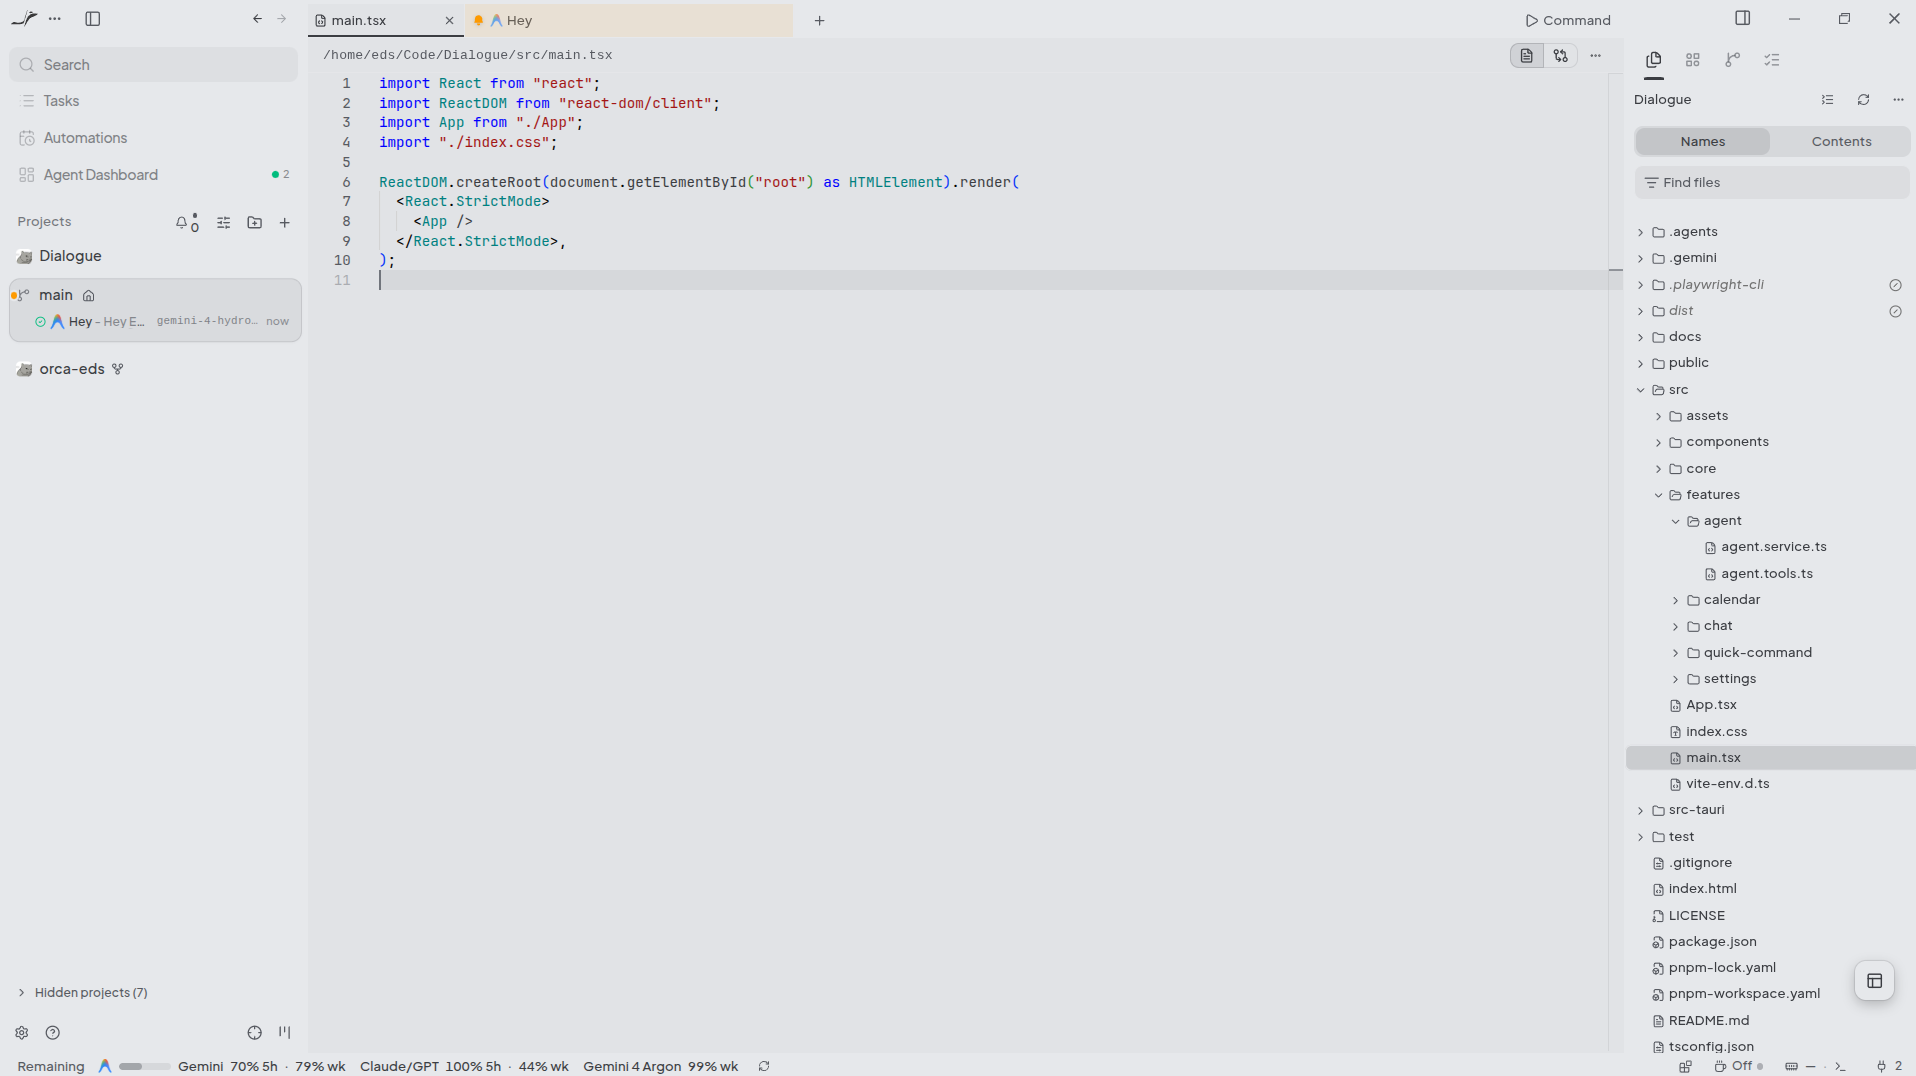 main.tsx
Hey
Command
Search
Tasks
Automations
Agent Dashboard
2
Projects
0
Dialogue
main
Hey - Hey E...
gemini-4-hydro...
now
orca-eds
Hidden projects (7)
/home/eds/Code/Dialogue/src/main.tsx
1 import React from "react";
2 import ReactDOM from "react-dom/client";
3 import App from "./App";
4 import "./index.css";
5
6 ReactDOM.createRoot(document.getElementById("root") as HTMLElement).render(
7 <React.StrictMode>
8 <App />
9 </React.StrictMode>,
10 );
11
Dialogue
Names
Contents
Find files
.agents
.gemini
.playwright-cli
dist
docs
public
src
assets
components
core
features
agent
agent.service.ts
agent.tools.ts
calendar
chat
quick-command
settings
App.tsx
index.css
main.tsx
vite-env.d.ts
src-tauri
test
.gitignore
index.html
LICENSE
package.json
pnpm-lock.yaml
pnpm-workspace.yaml
README.md
tsconfig.json
Remaining
Gemini 70% 5h · 79% wk
Claude/GPT 100% 5h · 44% wk
Gemini 4 Argon 99% wk
Off
— ·
2